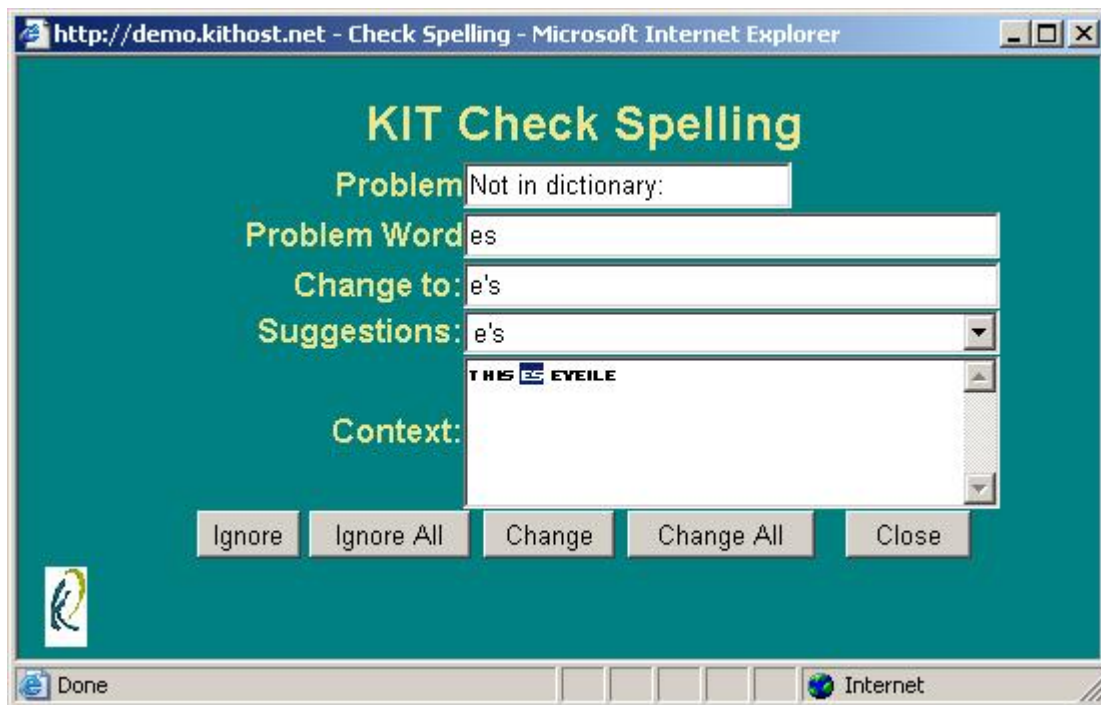 http://demo.kithost.net - Check Spelling - Microsoft Internet Explorer
KIT Check Spelling
Problem Not in dictionary:
Problem Word es
Change to: e's
Suggestions: e's
Context: THIS ES EVEILE
Ignore Ignore All Change Change All Close
Done Internet